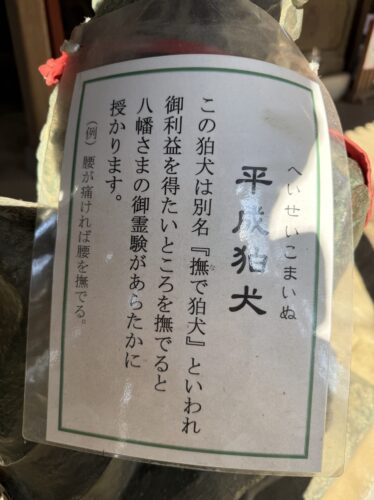 へいせいこまいぬ
平成狛犬
この狛犬は別名『撫で狛犬』といわれ
な
御利益を得たいところを撫でると
八幡さまの御霊験があらたかに
授かります。
（例）腰が痛ければ腰を撫でる。